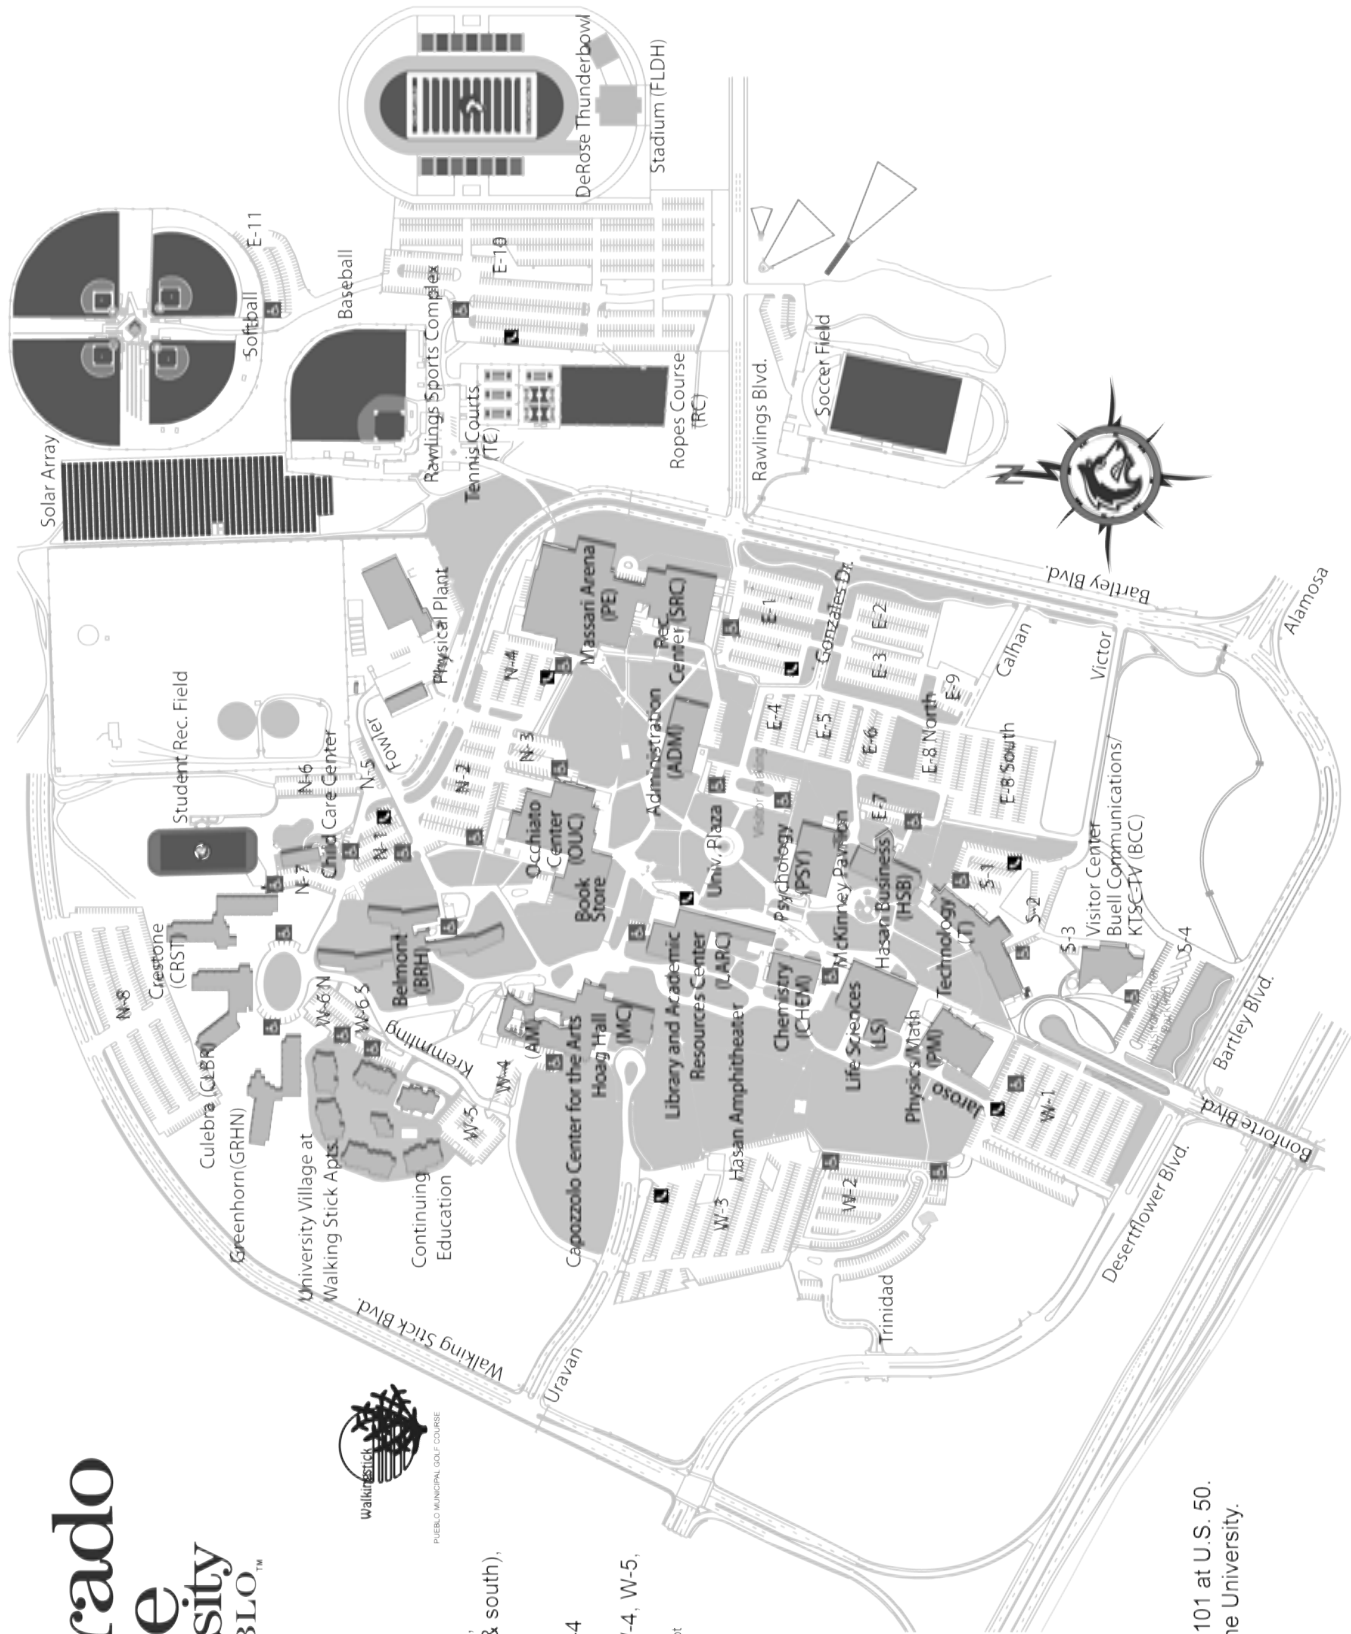 rado
e
sity
BLO™
& south),
-4
-4, W-5,
ot
101 at U.S. 50.
he University.
Walkingstick
PUEBLO MUNICIPAL GOLF COURSE
Solar Array
Softball
E-11
Baseball
Rawlings Sports Complex
E-10
DeRose Thunderbowl
Stadium (FLDH)
Tennis Courts
(TC)
Ropes Course
(RC)
Rawlings Blvd.
Soccer Field
N
Student Rec. Field
Physical Plant
Fowler
N-6
Child Care Center
N-5
N-7
N-1
N-2
N-3
N-4
N-8
Massari Arena
(PE)
Rec
Center (SRC)
E-1
Gonzales Dr.
E-2
E-3
Bartley Blvd.
Calhan
Victor
Alamosa
E-4
E-5
E-6
E-7
E-8 North
E-9
E-8 South
Administration
(ADM)
Visitor Parking
Univ. Plaza
Occhiato
Center
(OUC)
Book
Store
Psychology
(PSY)
McKinney Pavilion
Hasan Business
(HSB)
Technology
(T)
S-1
S-2
S-3
S-4
Visitor Center
Buell Communications/
KTSC-TV (BCC)
Crestone
(CRST)
Culebra (CLBR)
Greenhorn(GRHN)
Belmont
(BRH)
W-6 N
W-6 S
Kremmling
W-4
W-5
University Village at
Walking Stick Apts.
Continuing
Education
(AM)
Capozzolo Center for the Arts
Hoag Hall
(MC)
Library and Academic
Resources Center
(LARC)
Hasan Amphitheater
Chemistry
(CHEM)
Life Sciences
(LS)
Physics/Math
(PM)
Jaroso
W-1
W-2
W-3
Bartley Blvd.
Bonforte Blvd.
Desertflower Blvd.
Trinidad
Uravan
Walking Stick Blvd.